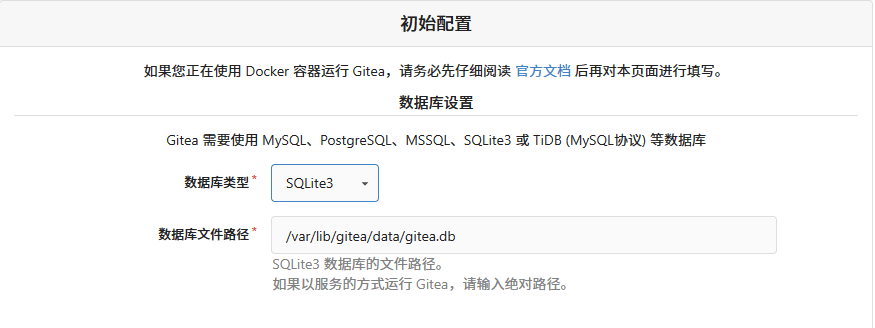 初始配置
如果您正在使用 Docker 容器运行 Gitea，请务必先仔细阅读 官方文档 后再对本页面进行填写。
数据库设置
Gitea 需要使用 MySQL、PostgreSQL、MSSQL、SQLite3 或 TiDB (MySQL协议) 等数据库
数据库类型* SQLite3
数据库文件路径* /var/lib/gitea/data/gitea.db
SQLite3 数据库的文件路径。
如果以服务的方式运行 Gitea，请输入绝对路径。